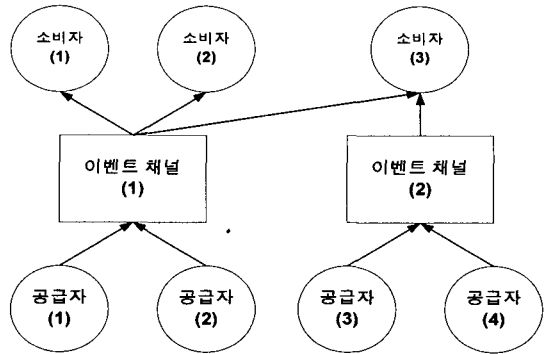 소비자
(1)
소비자
(2)
소비자
(3)
이벤트 채널
(1)
이벤트 채널
(2)
공급자
(1)
공급자
(2)
공급자
(3)
공급자
(4)